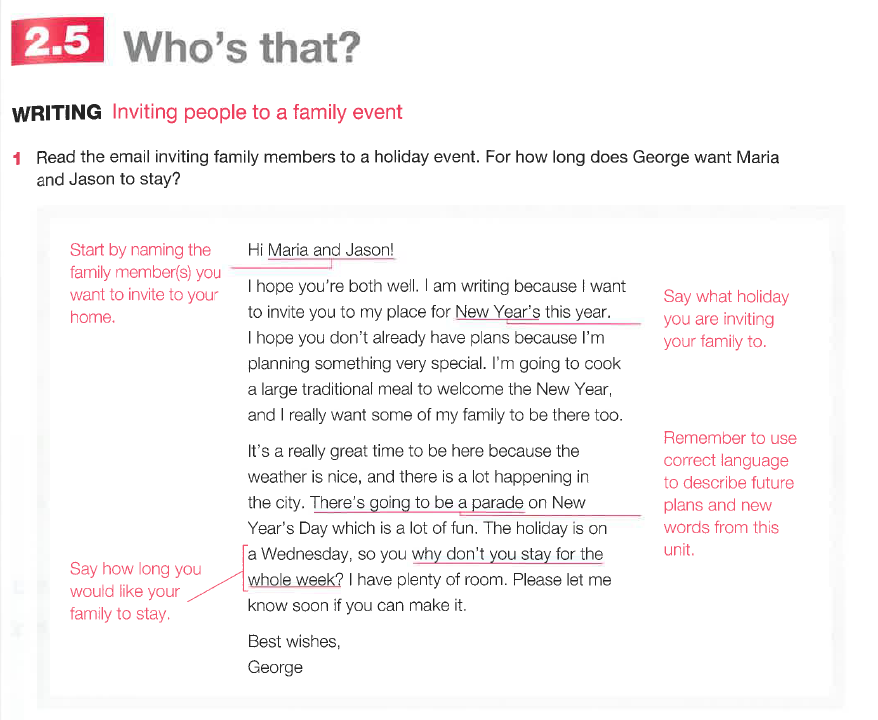 2.5 Who's that?
WRITING Inviting people to a family event
1 Read the email inviting family members to a holiday event. For how long does George want Maria
and Jason to stay?
Start by naming the
family member(s) you
want to invite to your
home.
Hi Maria and Jason!
I hope you're both well. I am writing because I want
to invite you to my place for New Year's this year.
I hope you don't already have plans because I'm
planning something very special. I'm going to cook
a large traditional meal to welcome the New Year,
and I really want some of my family to be there too.
Say what holiday
you are inviting
your family to.
It's a really great time to be here because the
weather is nice, and there is a lot happening in
the city. There's going to be a parade on New
Year's Day which is a lot of fun. The holiday is on
a Wednesday, so you why don't you stay for the
whole week? I have plenty of room. Please let me
know soon if you can make it.
Remember to use
correct language
to describe future
plans and new
words from this
unit.
Say how long you
would like your
family to stay.
Best wishes,
George